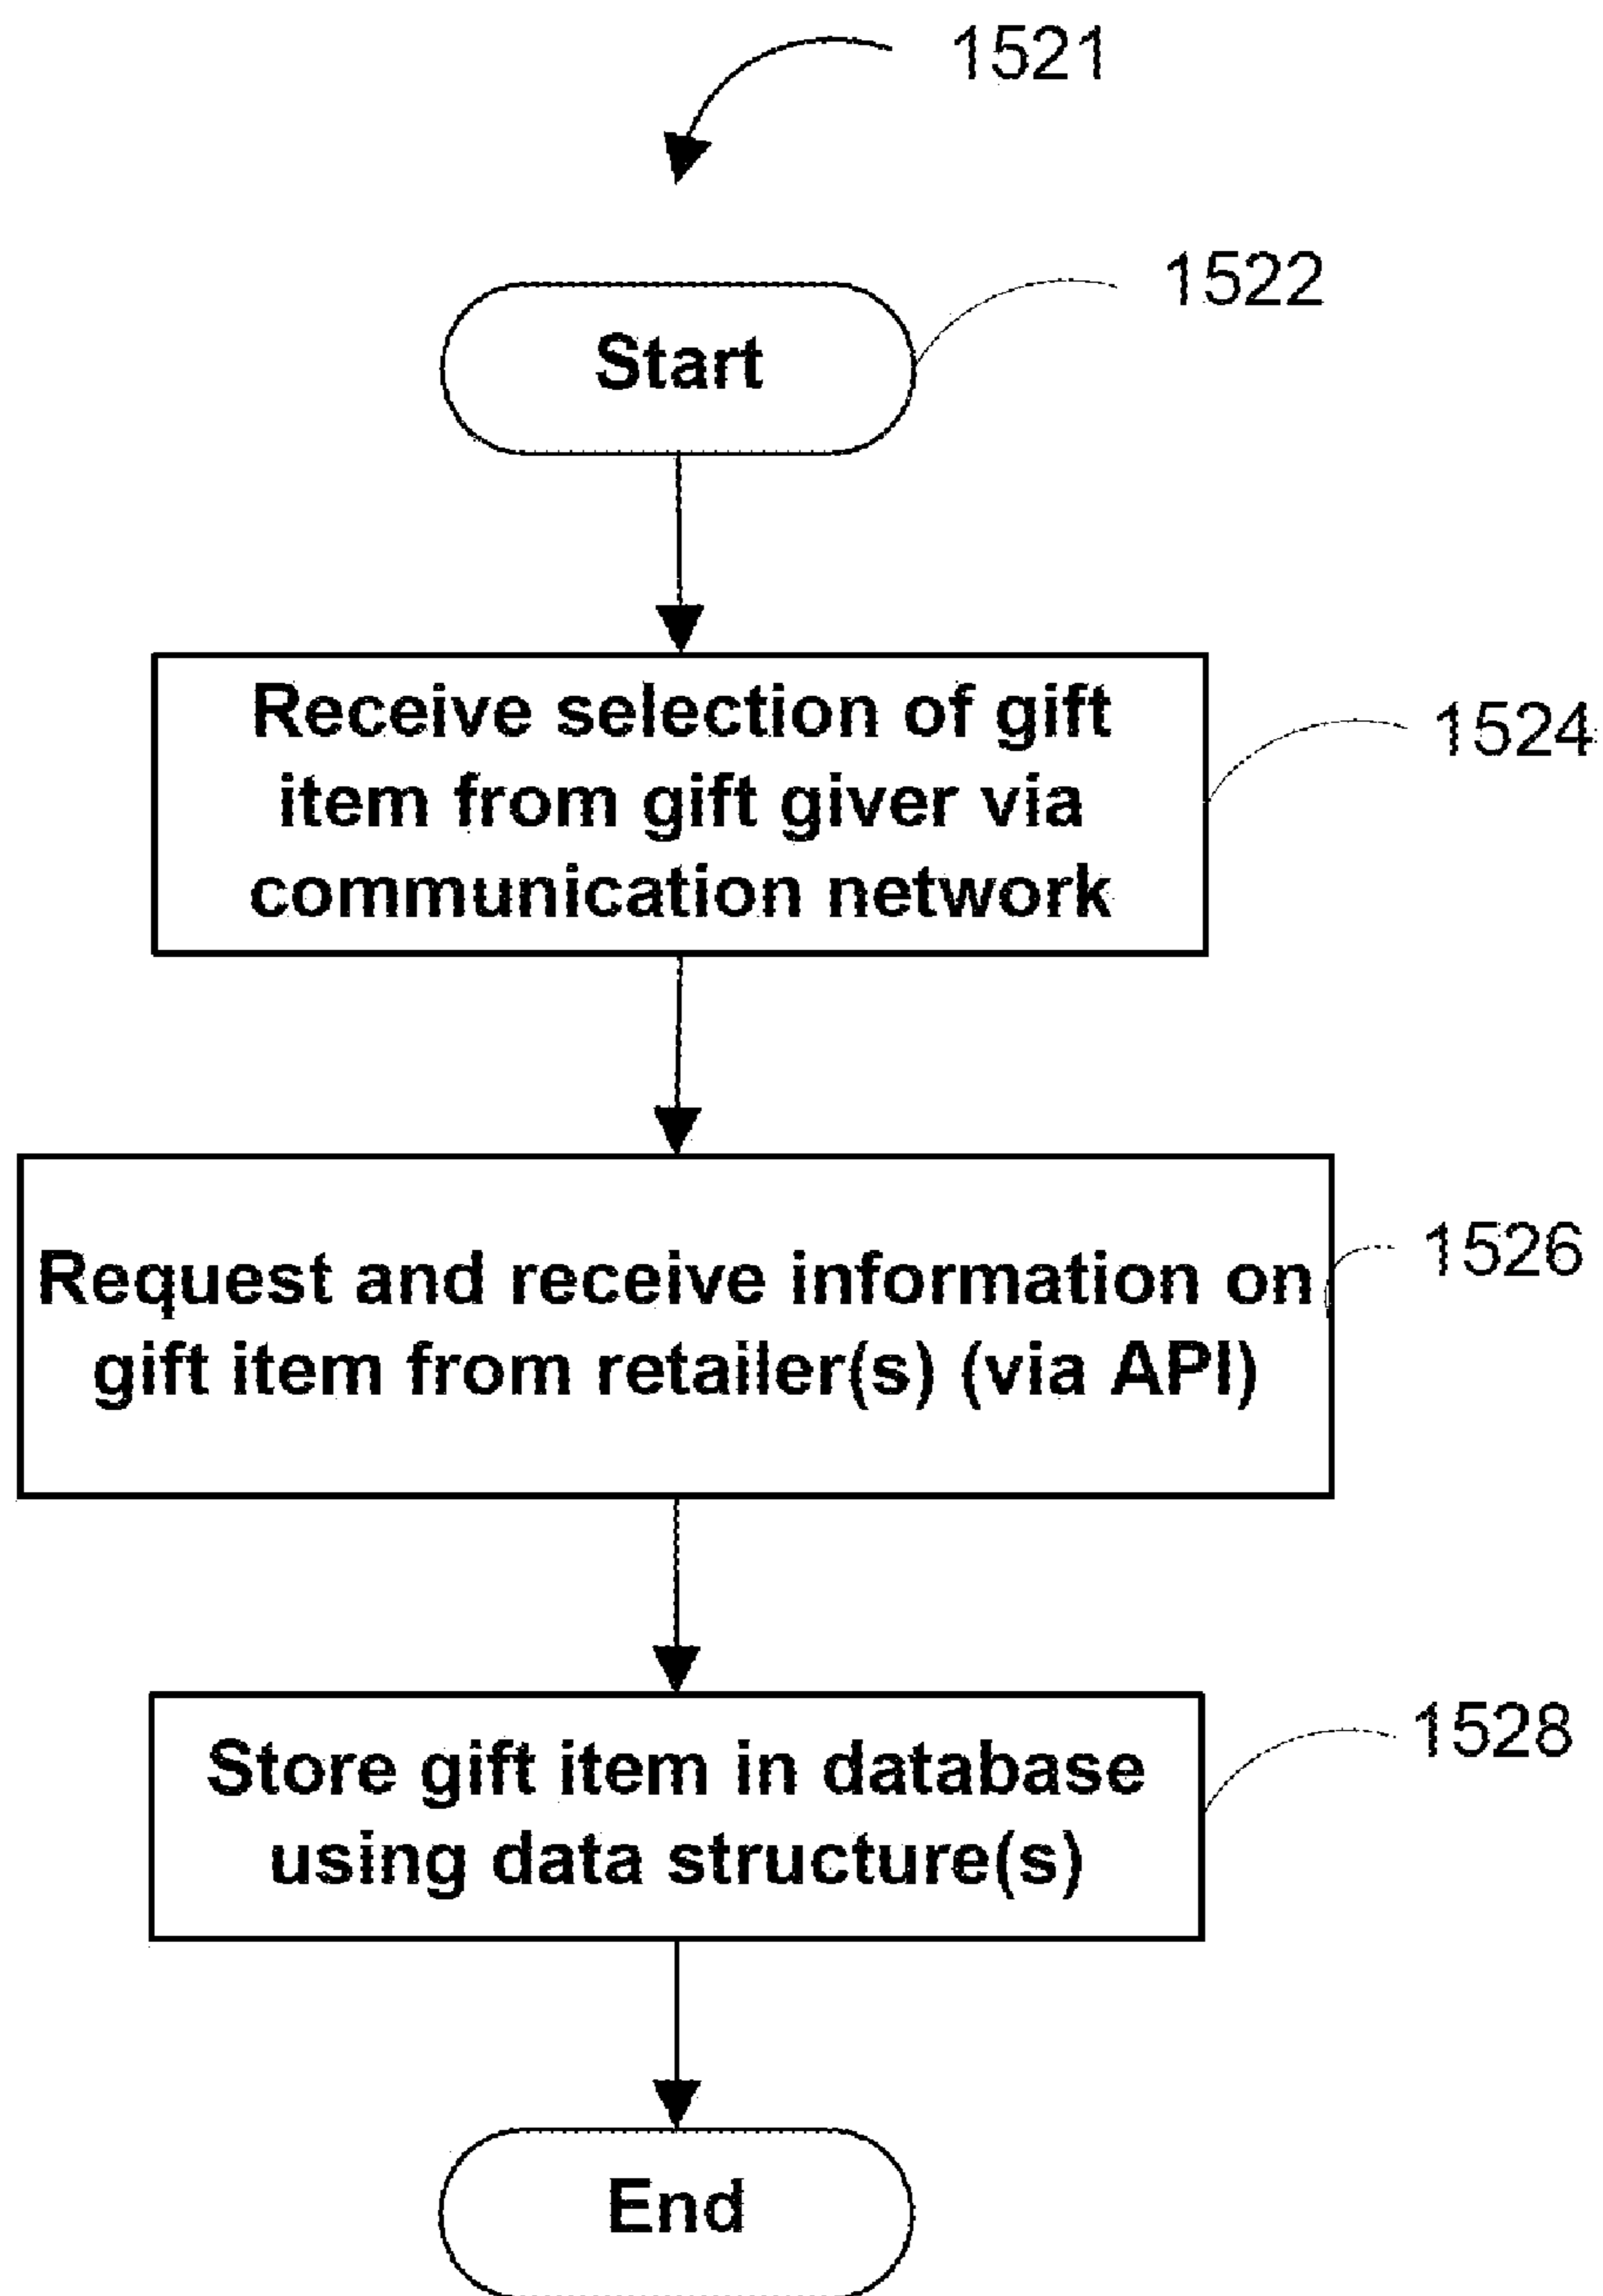 1521
1522
Start
Receive selection of gift
item from gift giver via
communication network
1524
Request and receive information on
gift item from retailer(s) (via API)
1526
Store gift item in database
using data structure(s)
1528
End